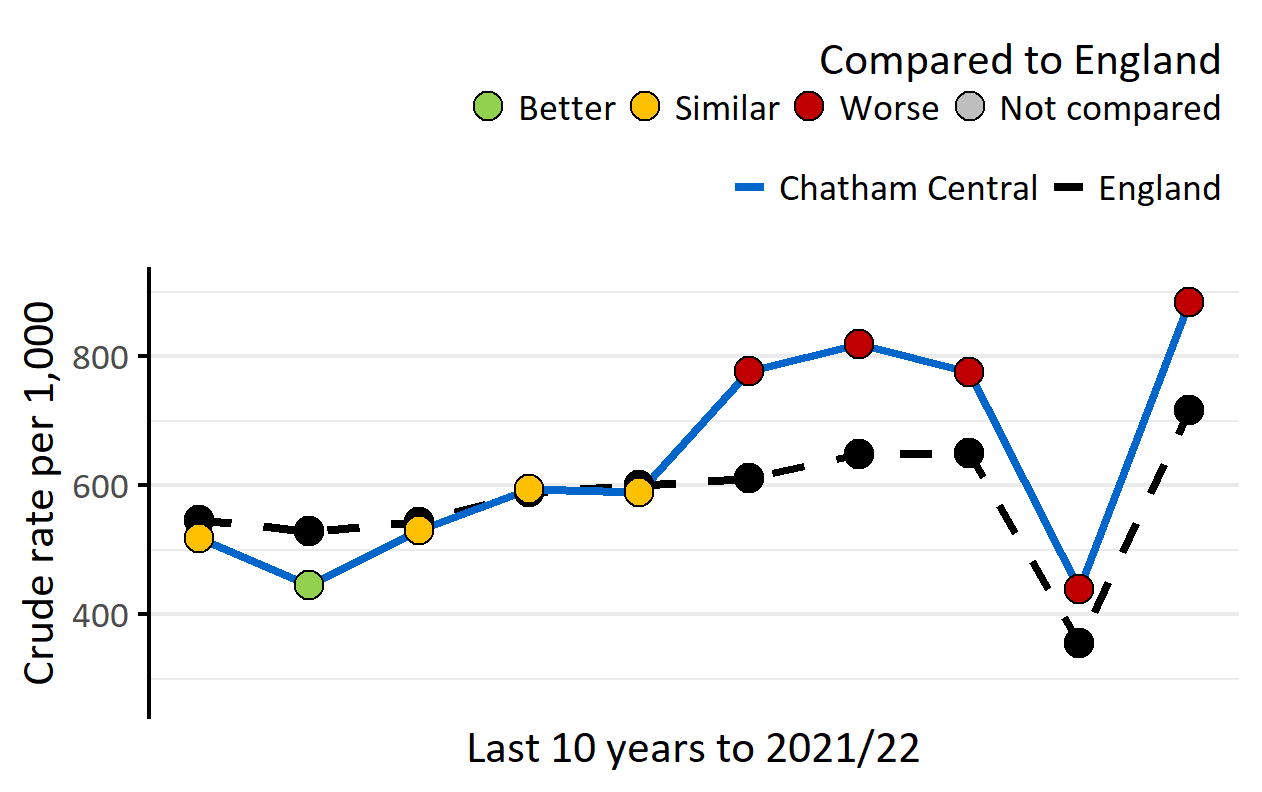 Compared to England
Better Similar Worse Not compared
Chatham Central England
Crude rate per 1,000
800
600
400
Last 10 years to 2021/22